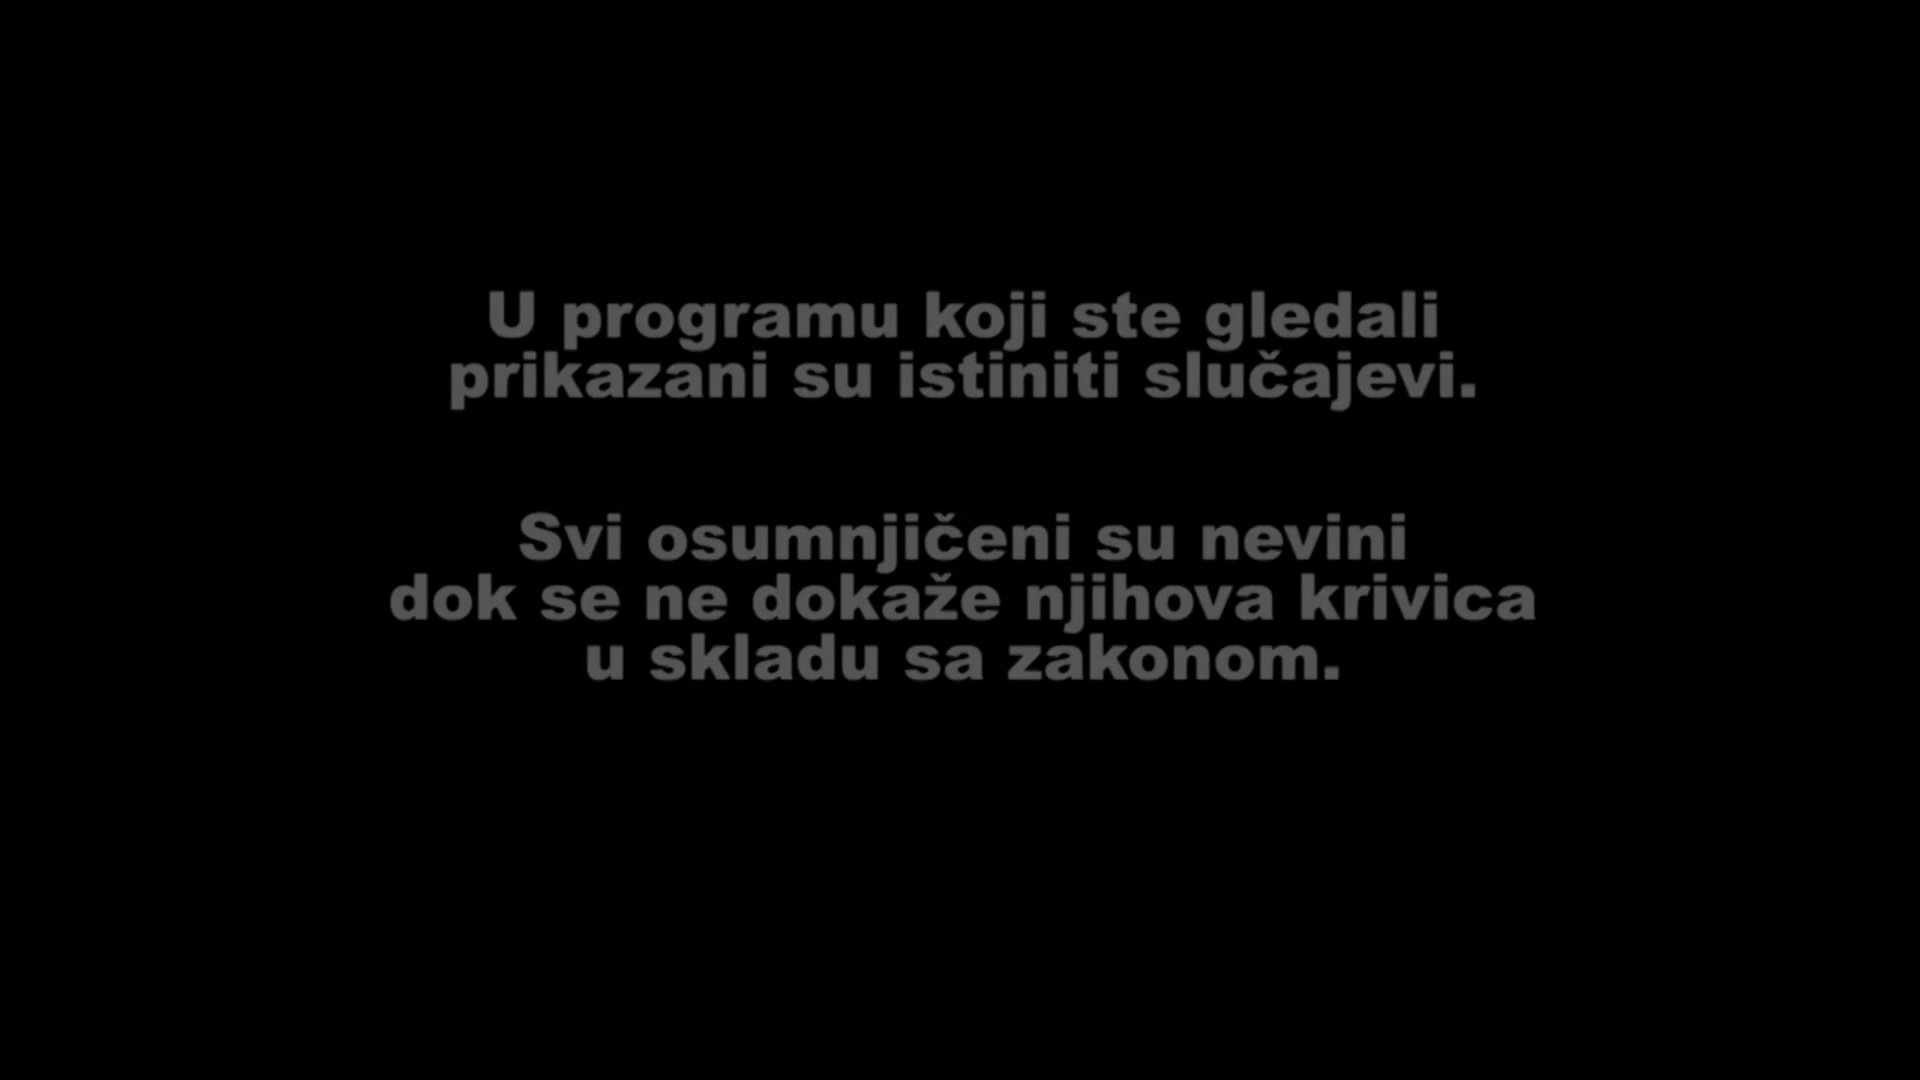 U programu koji ste gledali
prikazani su istiniti slučajevi.
Svi osumnjičeni su nevini
dok se ne dokaže njihova krivica
u skladu sa zakonom.